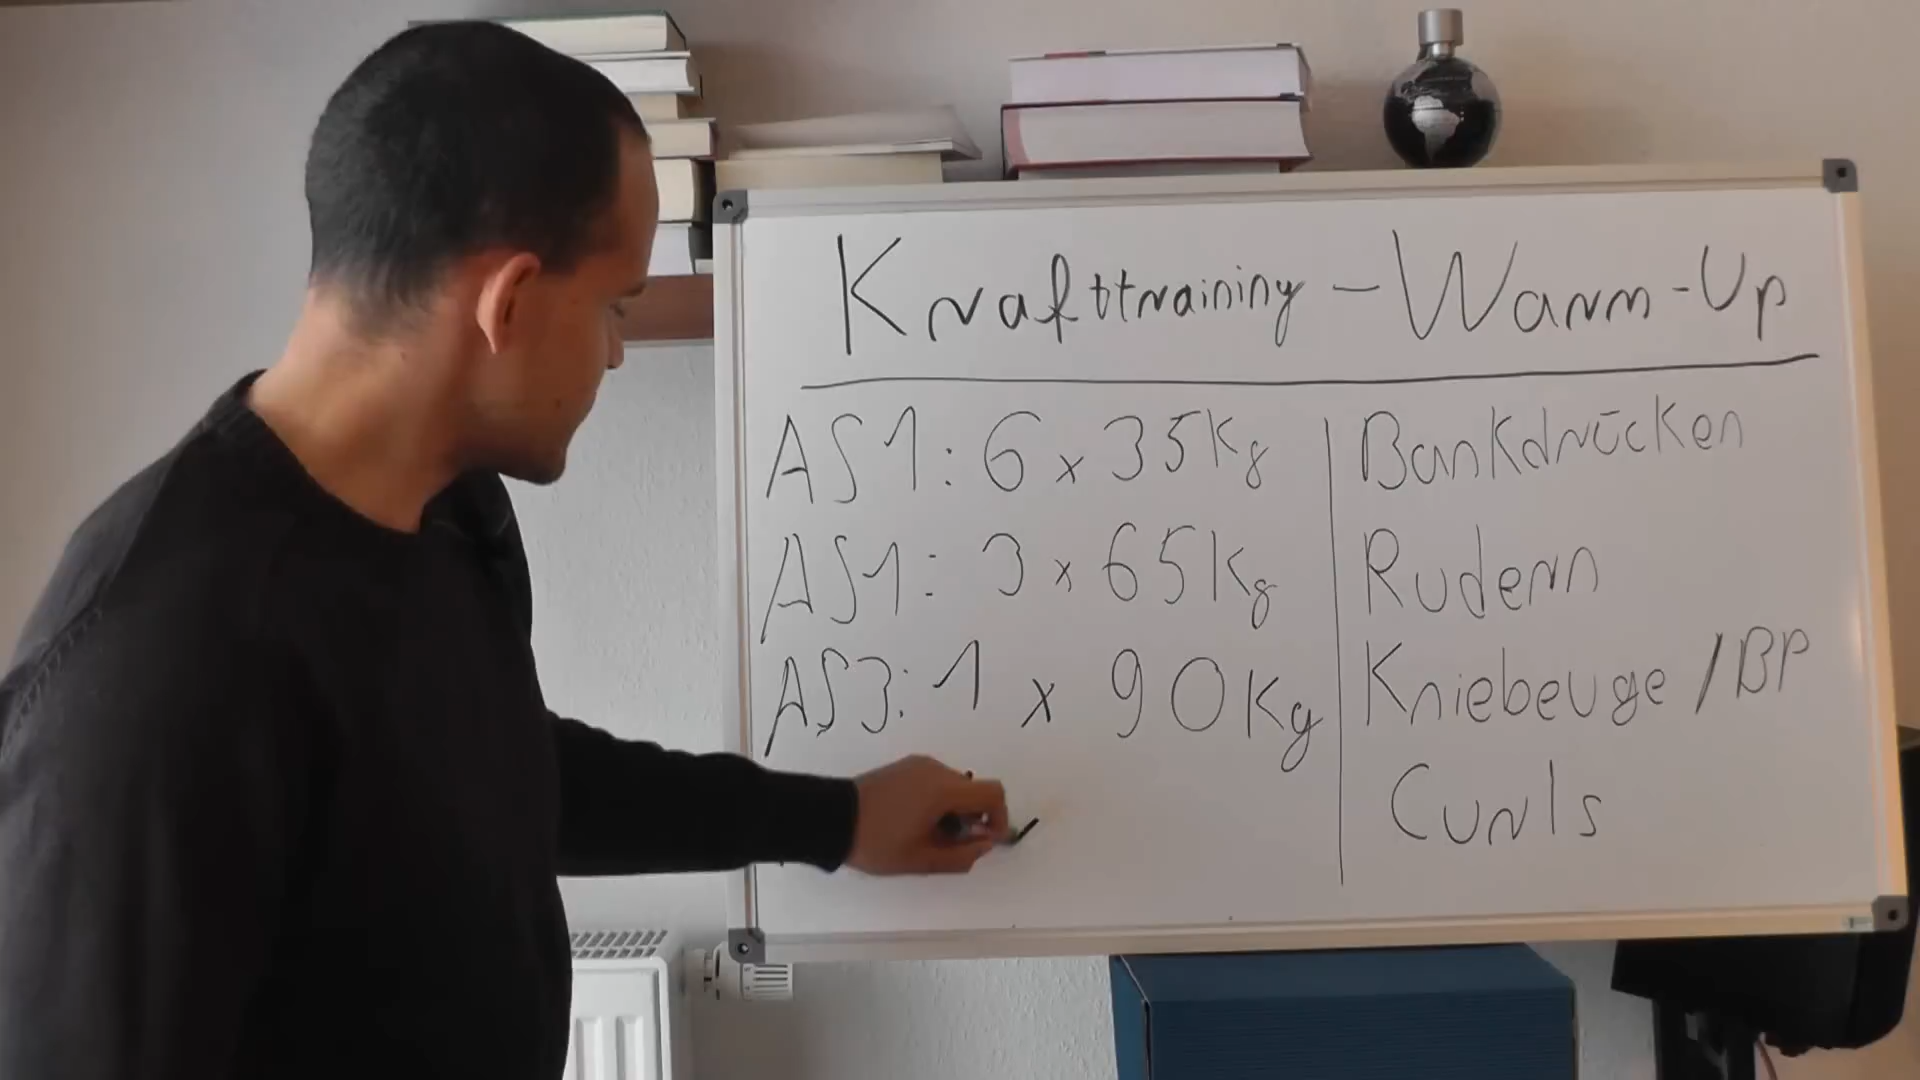 Krafttraining - Warm-Up
AS1: 6 x 35Kg
AS1: 3 x 65Kg
AS3: 1 x 90Kg
Bankdrücken
Rudern
Kniebeuge / BP
Curls